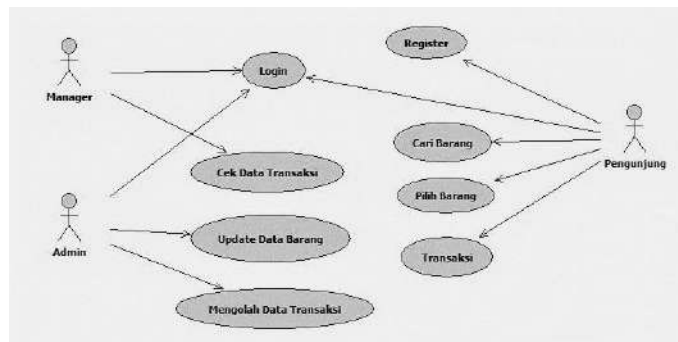 Register
Login
Manager
Cari Barang
Pengunjung
Cek Data Transaksi
Pilih Barang
Update Data Barang
Admin
Transaksi
Mengolah Data Transaksi